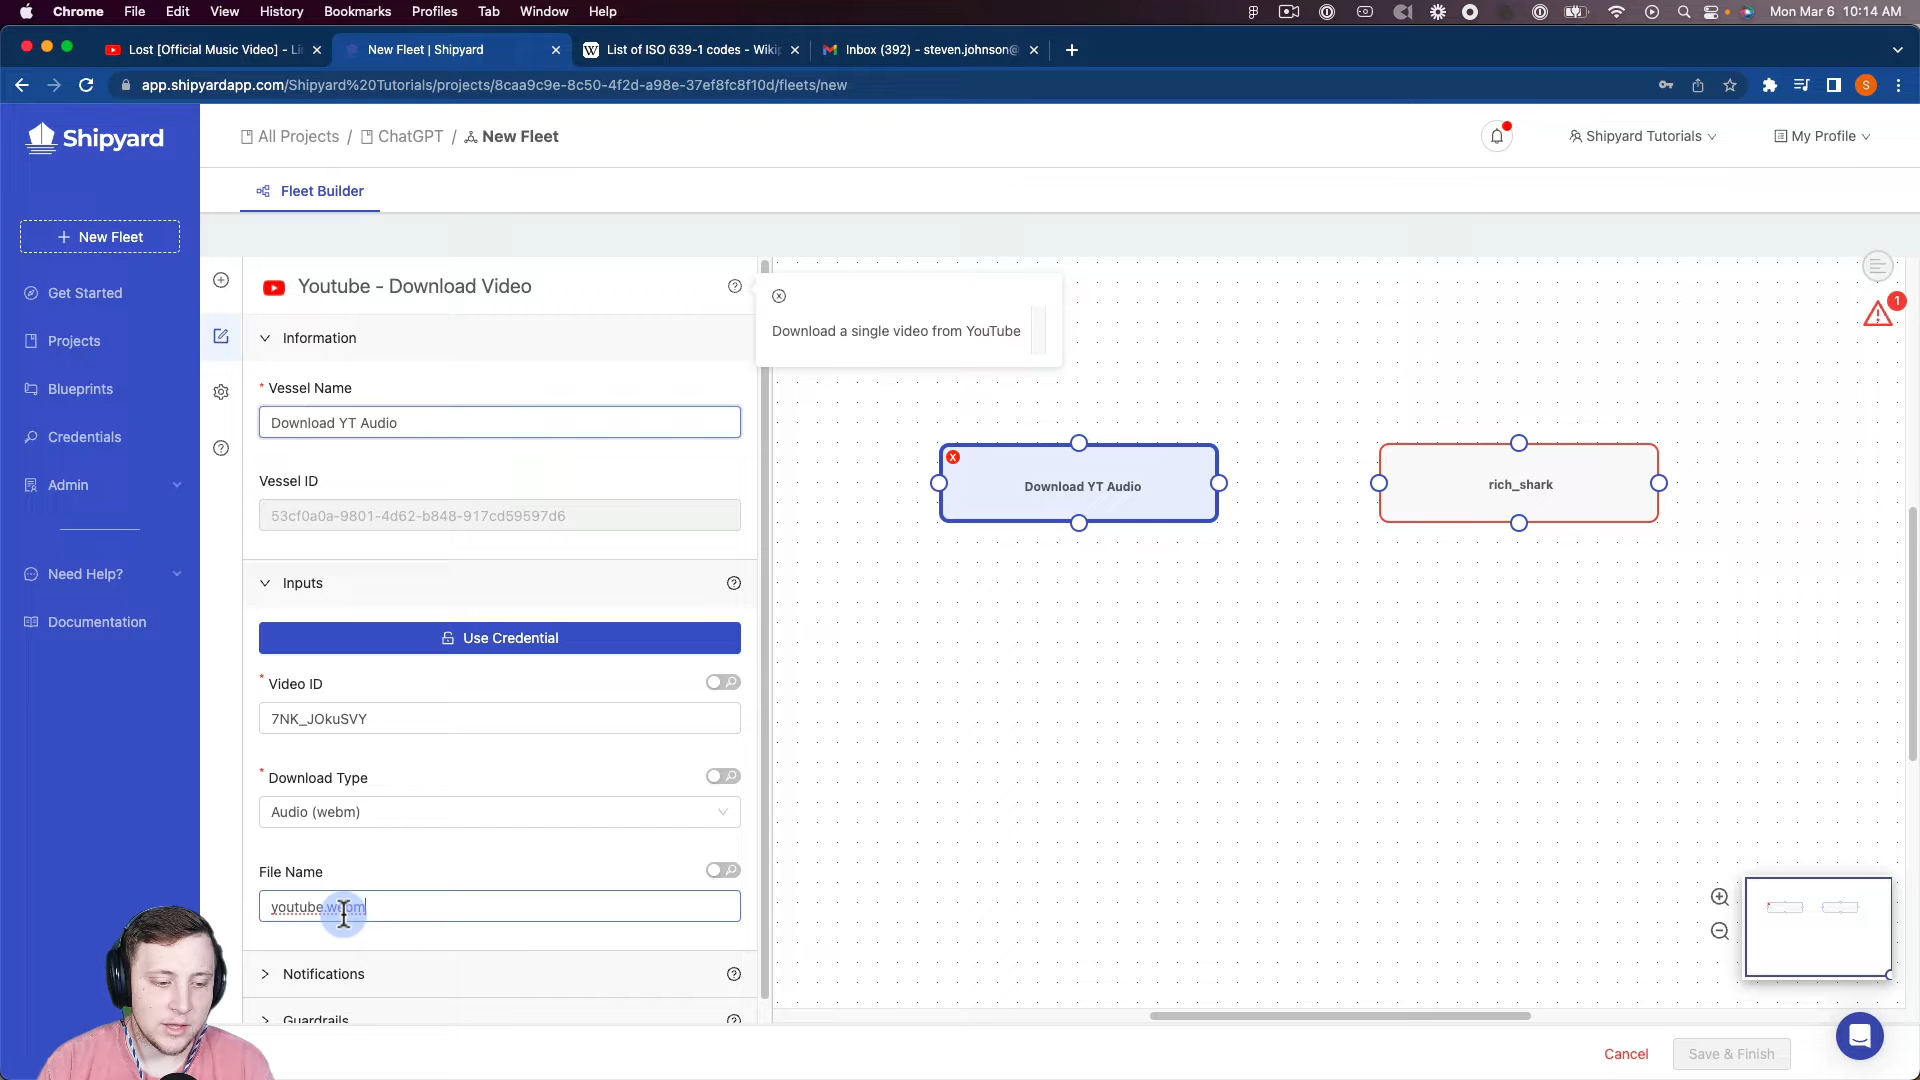 Chrome File Edit View History Bookmarks Profiles Tab Window Help
Mon Mar 6 10:14 AM
Lost [Official Music Video] - Li
New Fleet | Shipyard
List of ISO 639-1 codes - Wiki
Inbox (392) - steven.johnson@
app.shipyardapp.com/Shipyard%20Tutorials/projects/8caa9c9e-8c50-4f2d-a98e-37ef8fc8f10d/fleets/new
S
Shipyard
All Projects / ChatGPT / New Fleet
Shipyard Tutorials
My Profile
Fleet Builder
+ New Fleet
Get Started
Projects
Blueprints
Credentials
Admin
Need Help?
Documentation
Youtube - Download Video
Information
* Vessel Name
Download YT Audio
Vessel ID
53cf0a0a-9801-4d62-b848-917cd59597d6
Inputs
Use Credential
* Video ID
7NK_JOkuSVY
* Download Type
Audio (webm)
File Name
youtube.webm
Notifications
Guardrails
Download a single video from YouTube
1
Download YT Audio
rich_shark
Cancel
Save & Finish